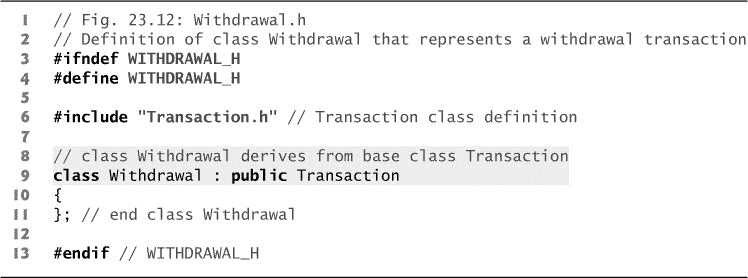 1 // Fig. 23.12: Withdrawal.h
2 // Definition of class Withdrawal that represents a withdrawal transaction
3 #ifndef WITHDRAWAL_H
4 #define WITHDRAWAL_H
5
6 #include "Transaction.h" // Transaction class definition
7
8 // class Withdrawal derives from base class Transaction
9 class Withdrawal : public Transaction
10 {
11 }; // end class Withdrawal
12
13 #endif // WITHDRAWAL_H